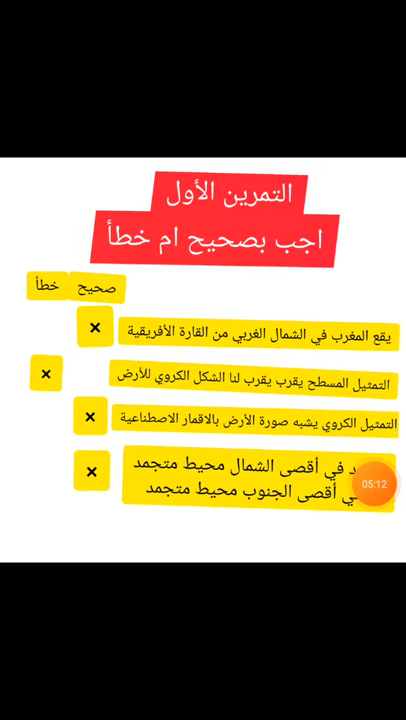 التمرين الأول
اجب بصحيح ام خطأ
صحيح خطأ
يقع المغرب في الشمال الغربي من القارة الأفريقية ×
التمثيل المسطح يقرب يقرب لنا الشكل الكروي للأرض ×
التمثيل الكروي يشبه صورة الأرض بالاقمار الاصطناعية ×
في أقصى الشمال محيط متجمد ×
أقصى الجنوب محيط متجمد
05:12